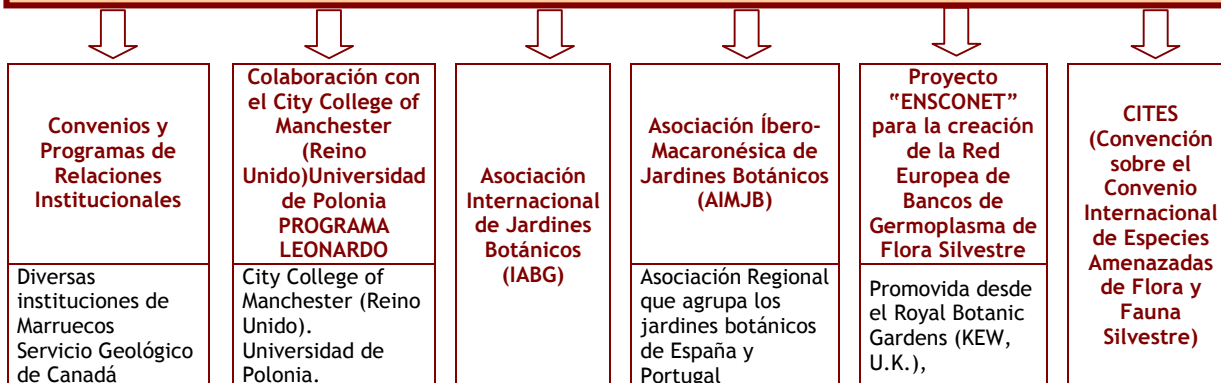 Convenios y
Programas de
Relaciones
Institucionales
Diversas
instituciones de
Marruecos
Servicio Geológico
de Canadá
Colaboración con
el City College of
Manchester
(Reino
Unido)Universidad
de Polonia
PROGRAMA
LEONARDO
City College of
Manchester (Reino
Unido).
Universidad de
Polonia.
Asociación
Internacional
de Jardines
Botánicos
(IABG)
Asociación Íbero-
Macaronésica de
Jardines Botánicos
(AIMJB)
Asociación Regional
que agrupa los
jardines botánicos
de España y
Portugal
Proyecto
“ENSCONET”
para la creación
de la Red
Europea de
Bancos de
Germoplasma de
Flora Silvestre
Promovida desde
el Royal Botanic
Gardens (KEW,
U.K.),
CITES
(Convención
sobre el
Convenio
Internacional
de Especies
Amenazadas
de Flora y
Fauna
Silvestre)